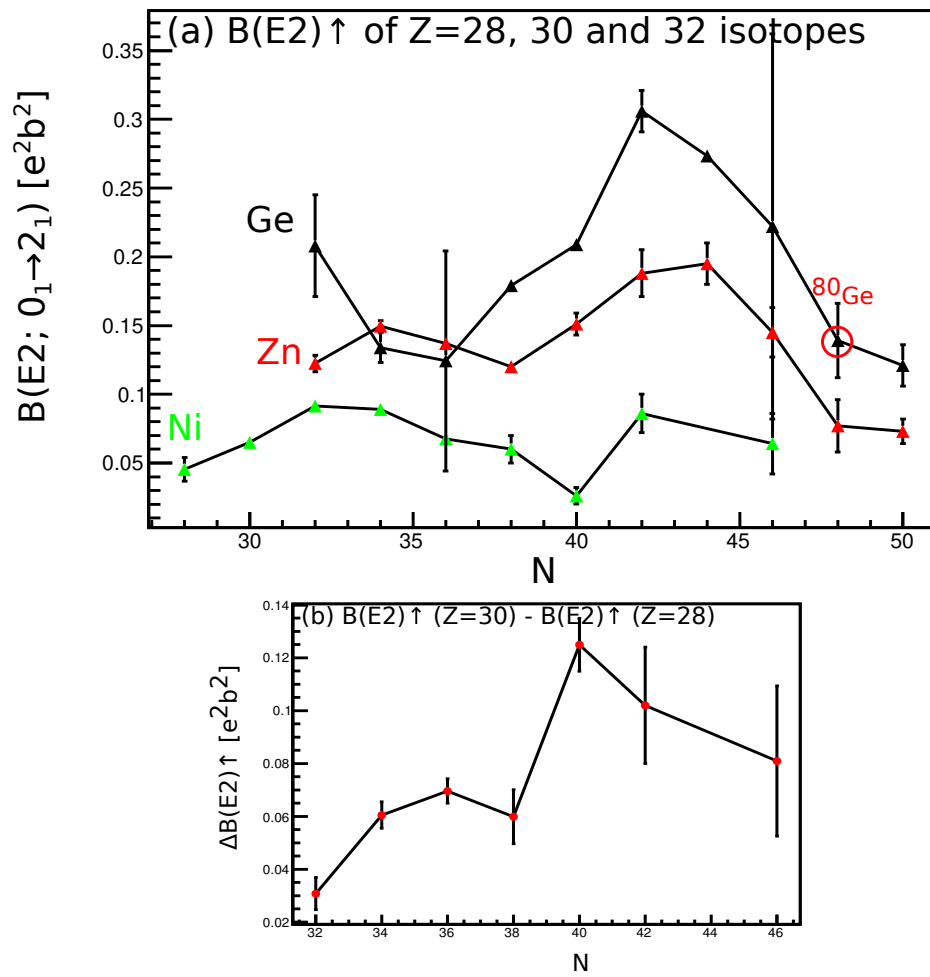 (a) B(E2)↑ of Z=28, 30 and 32 isotopes
B(E2; 0₁→2₁) [e²b²]
0.35
0.3
0.25
0.2
0.15
0.1
0.05
Ge
Zn
Ni
⁸⁰Ge
30
35
40
45
50
N
(b) B(E2)↑ (Z=30) - B(E2)↑ (Z=28)
ΔB(E2)↑ [e²b²]
0.14
0.12
0.1
0.08
0.06
0.04
0.02
32
34
36
38
40
42
44
46
N